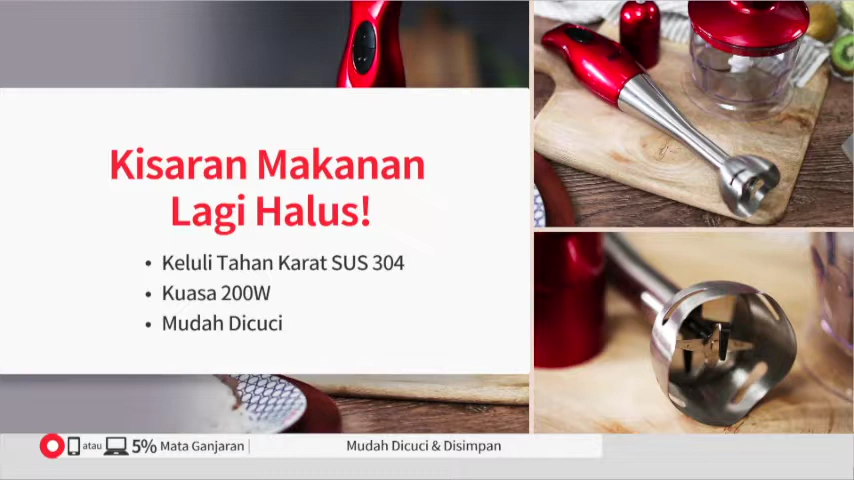 Kisaran Makanan
Lagi Halus!
• Keluli Tahan Karat SUS 304
• Kuasa 200W
• Mudah Dicuci
atau 5% Mata Ganjaran
Mudah Dicuci & Disimpan